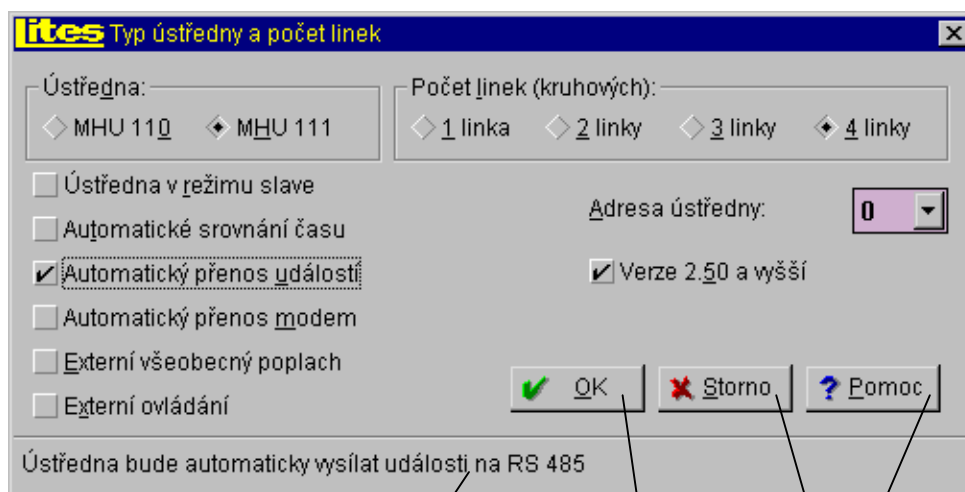 lites Typ ústředny a počet linek
Ústředna:
MHU 110 MHU 111
Počet linek (kruhových):
1 linka 2 linky 3 linky 4 linky
Ústředna v režimu slave
Automatické srovnání času
Automatický přenos událostí
Automatický přenos modem
Externí všeobecný poplach
Externí ovládání
Adresa ústředny: 0
Verze 2.50 a vyšší
OK Storno Pomoc
Ústředna bude automaticky vysílat události na RS 485